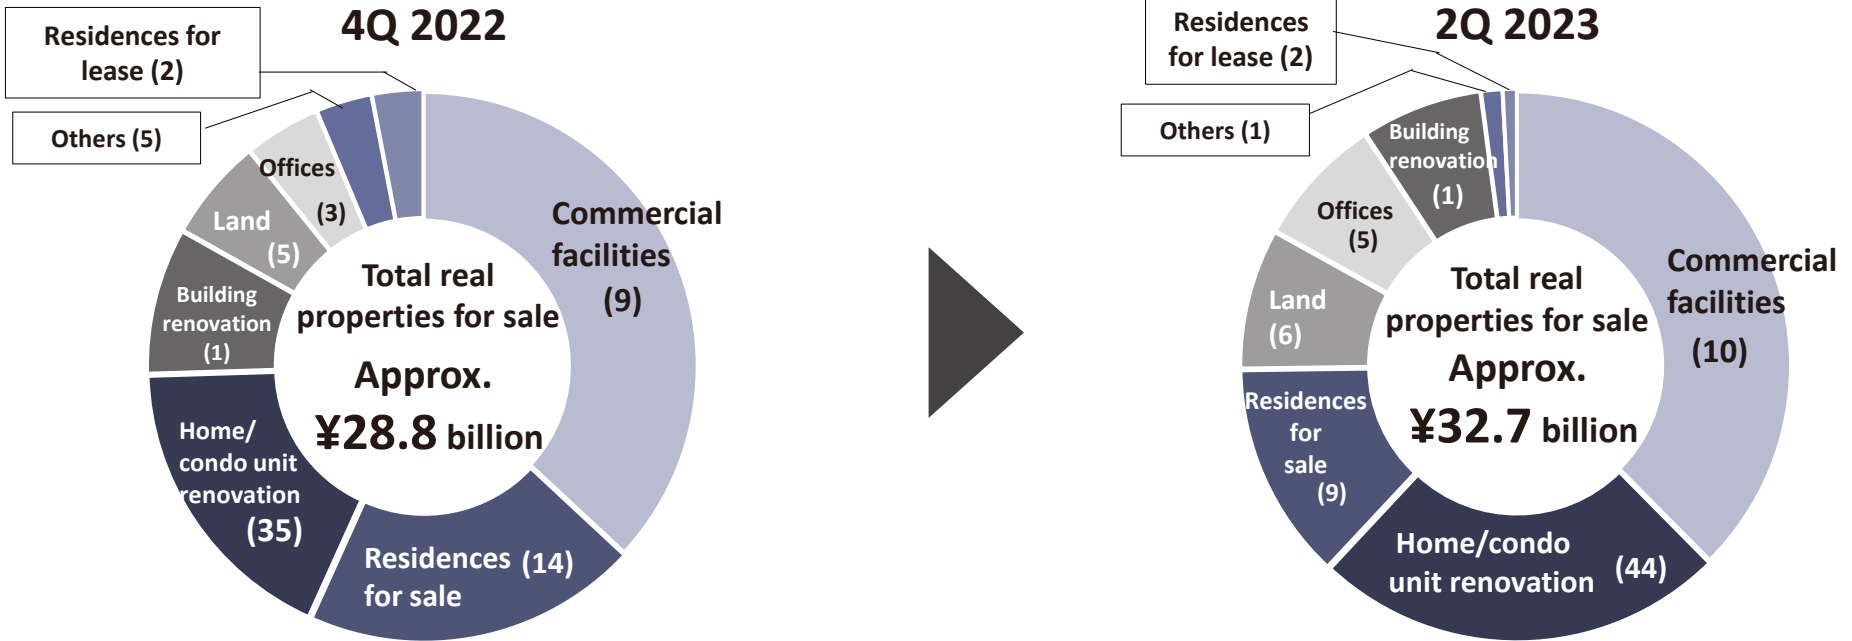 4Q 2022
Residences for
lease (2)
Others (5)
Offices
(3)
Land
(5)
Building
renovation
(1)
Home/
condo unit
renovation
(35)
Residences (14)
for sale
Commercial
facilities
(9)
Total real
properties for sale
Approx.
¥28.8 billion
2Q 2023
Residences
for lease (2)
Others (1)
Building
renovation
(1)
Offices
(5)
Land
(6)
Residences
for
sale
(9)
Home/condo
unit renovation (44)
Commercial
facilities
(10)
Total real
properties for sale
Approx.
¥32.7 billion